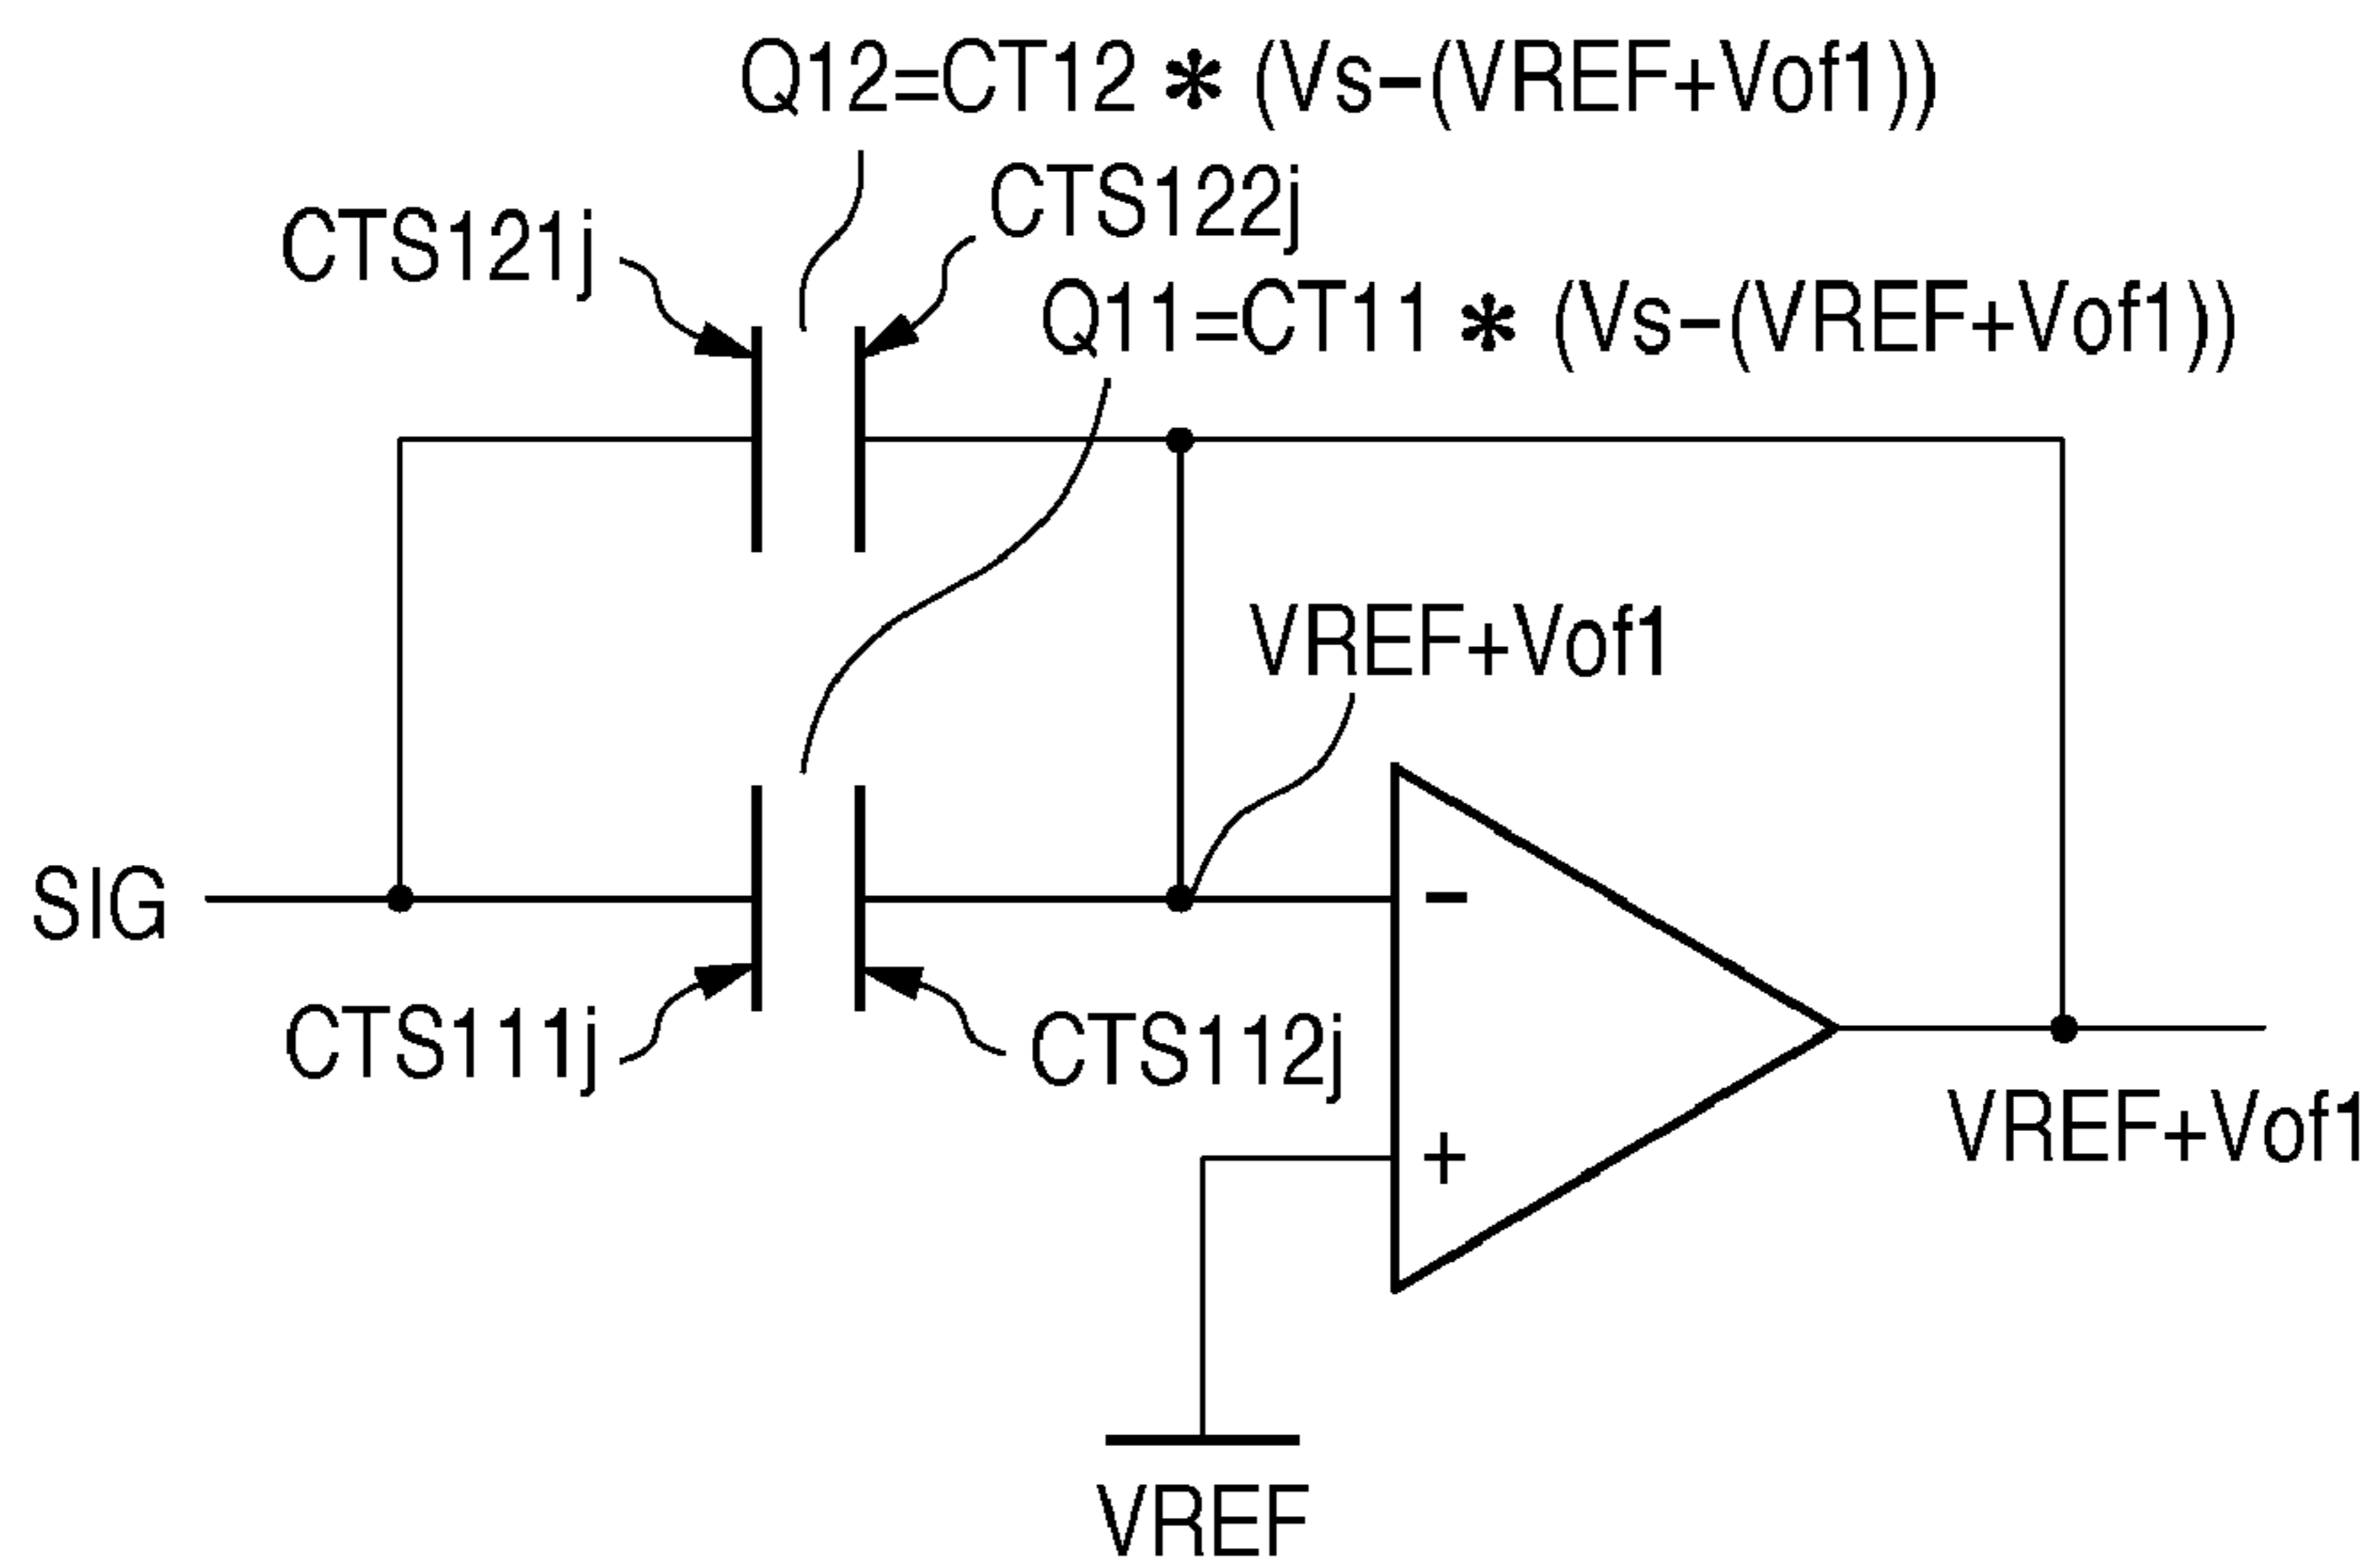 Q12=CT12 * (Vs-(VREF+Vof1))
CTS122j
CTS121j
Q11=CT11 * (Vs-(VREF+Vof1))
VREF+Vof1
-
SIG
CTS111j
CTS112j
+
VREF+Vof1
VREF